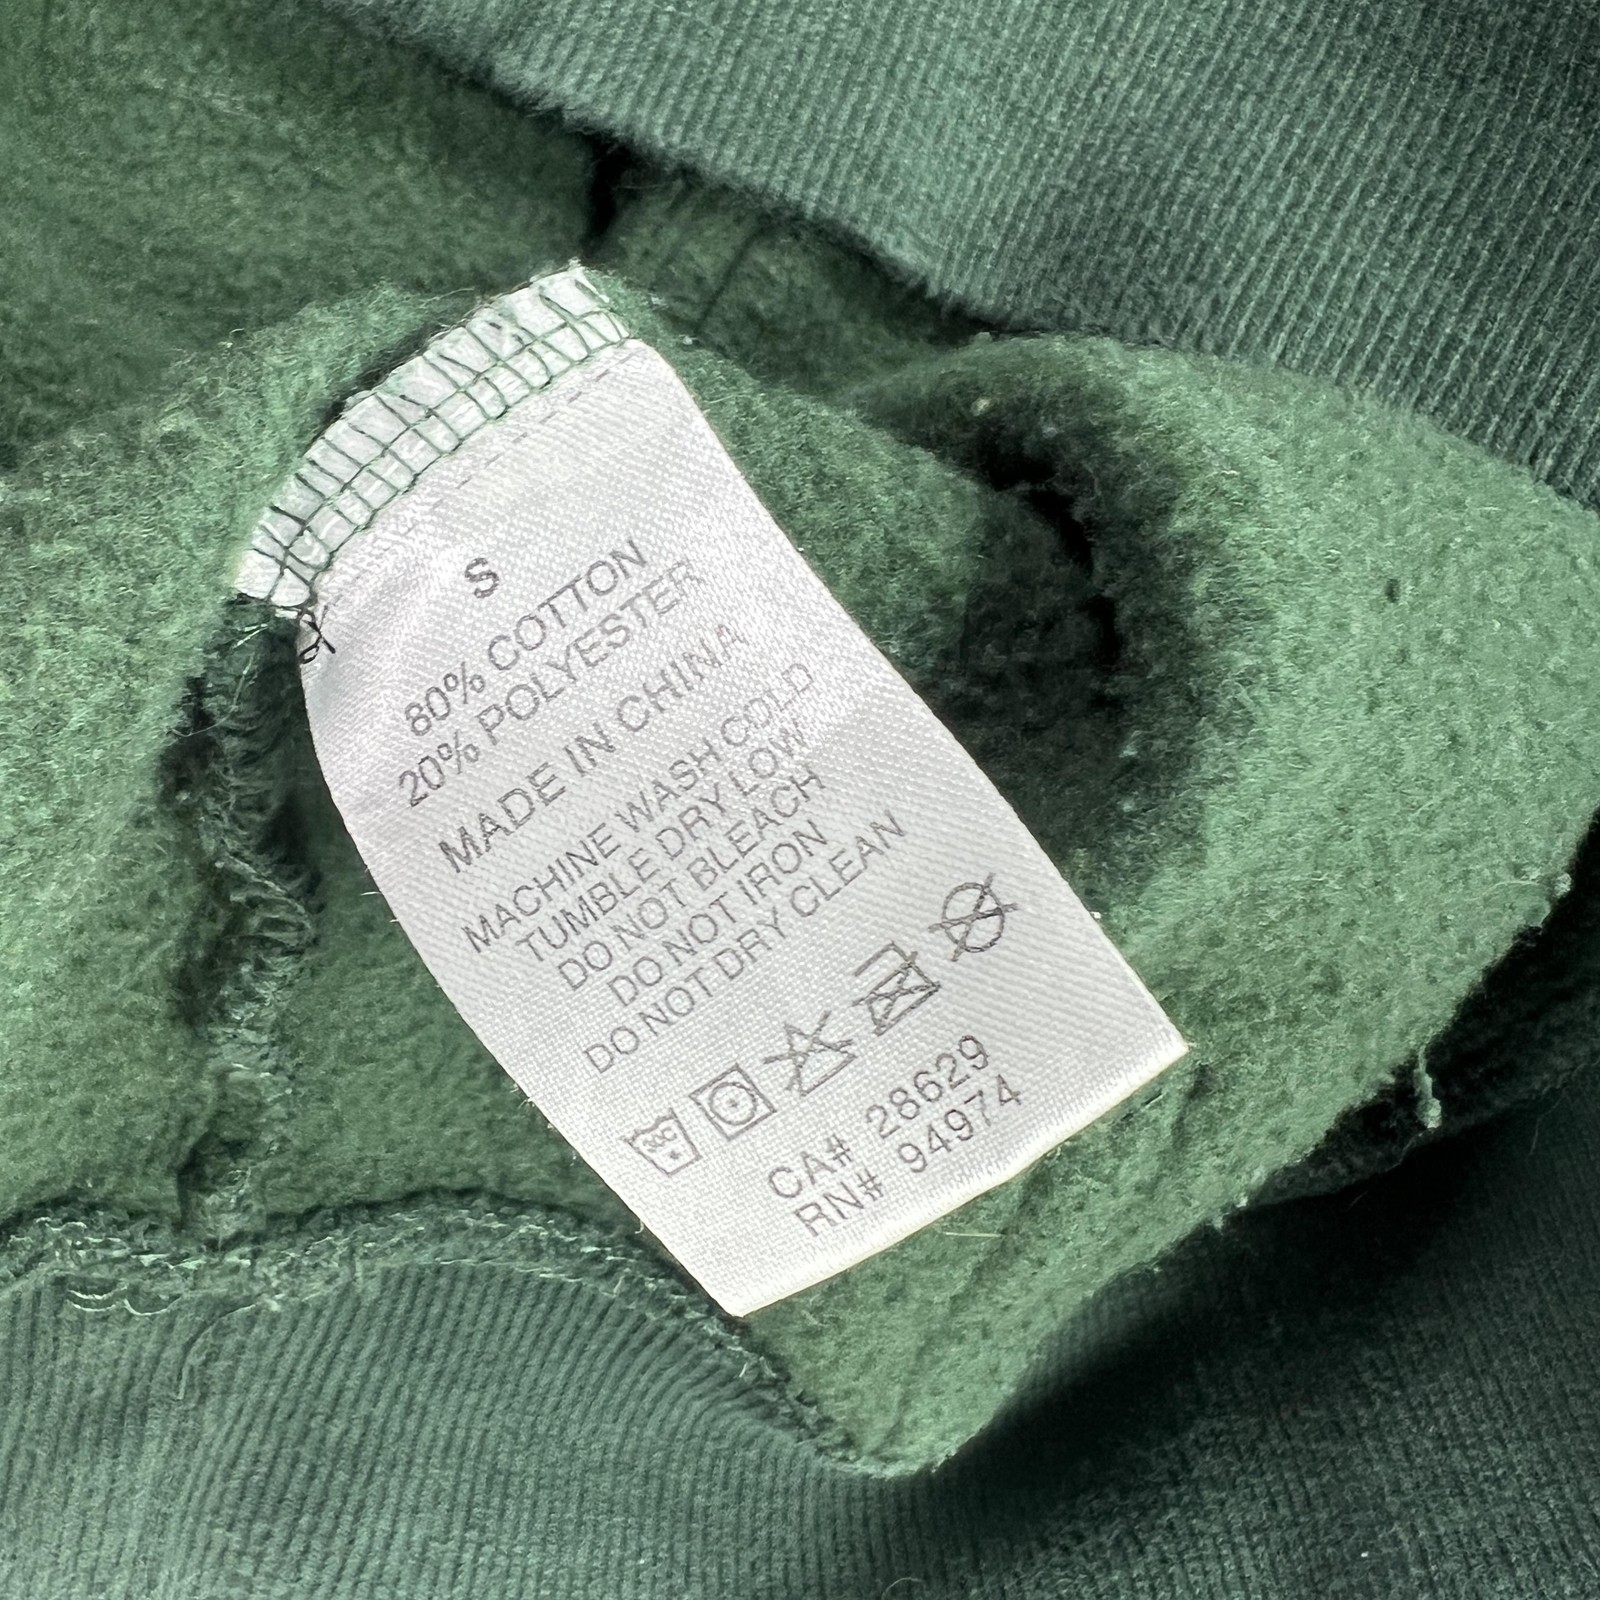 S
80% COTTON
20% POLYESTER
MADE IN CHINA
MACHINE WASH COLD
TUMBLE DRY LOW
DO NOT BLEACH
DO NOT IRON
DO NOT DRY CLEAN
30C
CA# 28629
RN# 94974